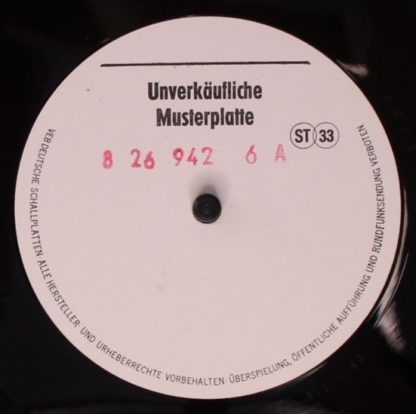 Unverkäufliche
Musterplatte
ST 33
8 26 942 6 A
VEB DEUTSCHE SCHALLPLATTEN. ALLE HERSTELLER- UND URHEBERRECHTE VORBEHALTEN · ÜBERSPIELUNG, ÖFFENTLICHE AUFFÜHRUNG UND RUNDFUNKSENDUNG VERBOTEN